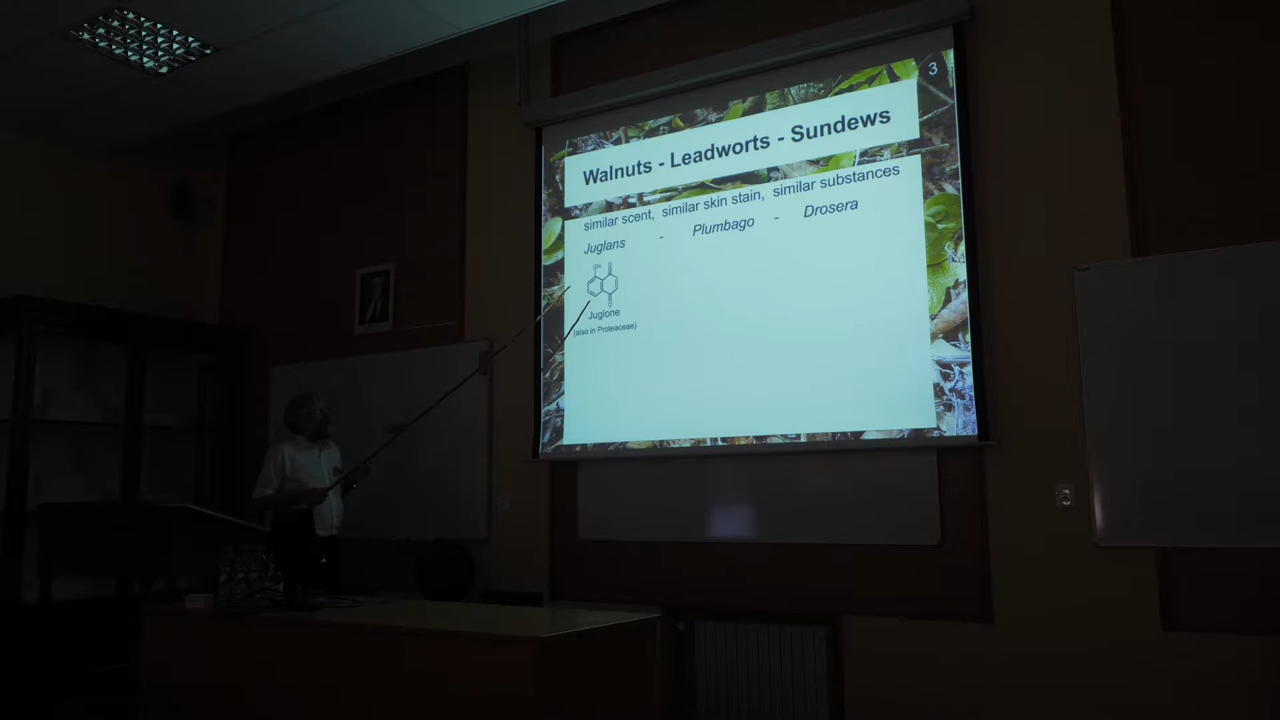 3
Walnuts - Leadworts - Sundews
similar scent, similar skin stain, similar substances
Juglans - Plumbago - Drosera
OH
O
O
Juglone
(also in Proteaceae)